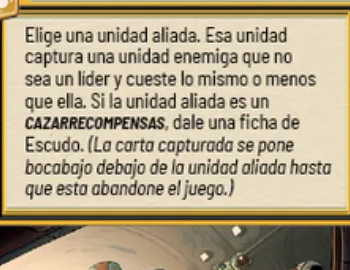 Elige una unidad aliada. Esa unidad
captura una unidad enemiga que no
sea un líder y cueste lo mismo o menos
que ella. Si la unidad aliada es un
CAZARRECOMPENSAS, dale una ficha de
Escudo. (La carta capturada se pone
bocabajo debajo de la unidad aliada hasta
que esta abandone el juego.)